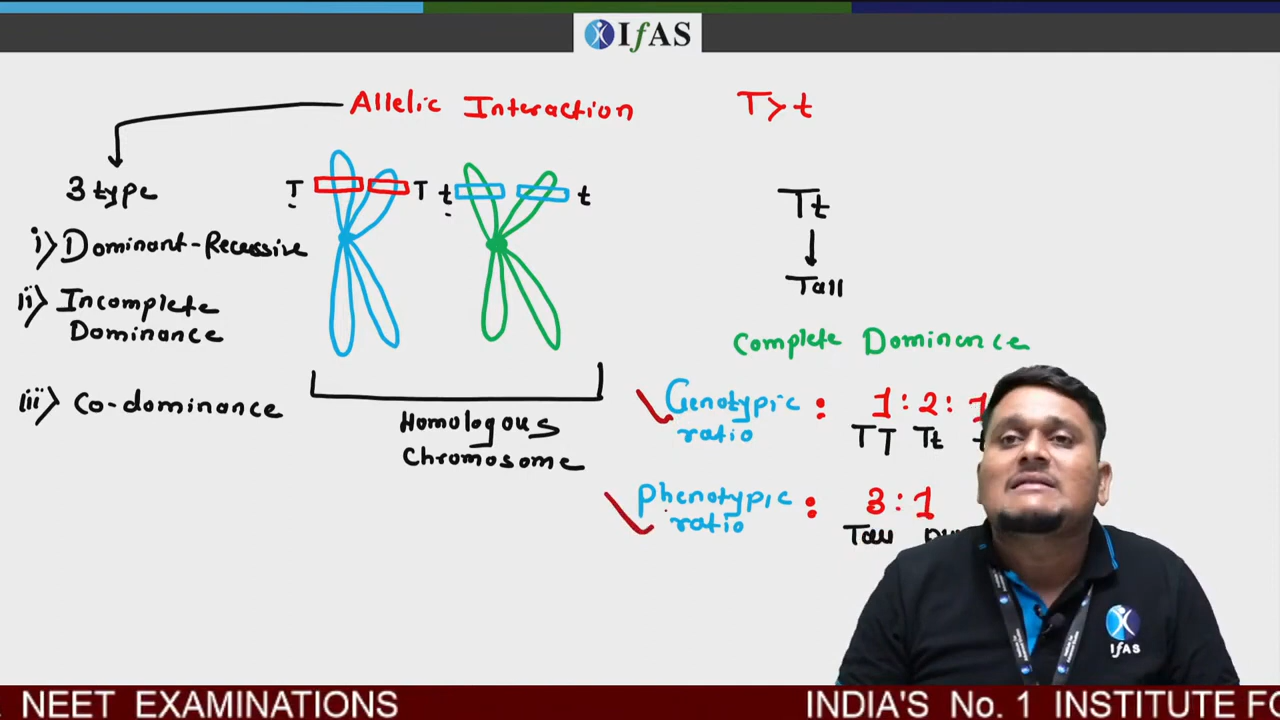 IfAS
Allelic Interaction
T > t
3 type
T
T
t
t
Tt
i) Dominant-Recessive
Tall
ii) Incomplete
Dominance
Complete Dominance
iii) Co-dominance
Homologous
Chromosome
Genotypic
ratio
: 1 : 2 : 1
TT Tt
Phenotypic
ratio
: 3 : 1
Tall
IfAS
NEET EXAMINATIONS
INDIA'S No. 1 INSTITUTE FO